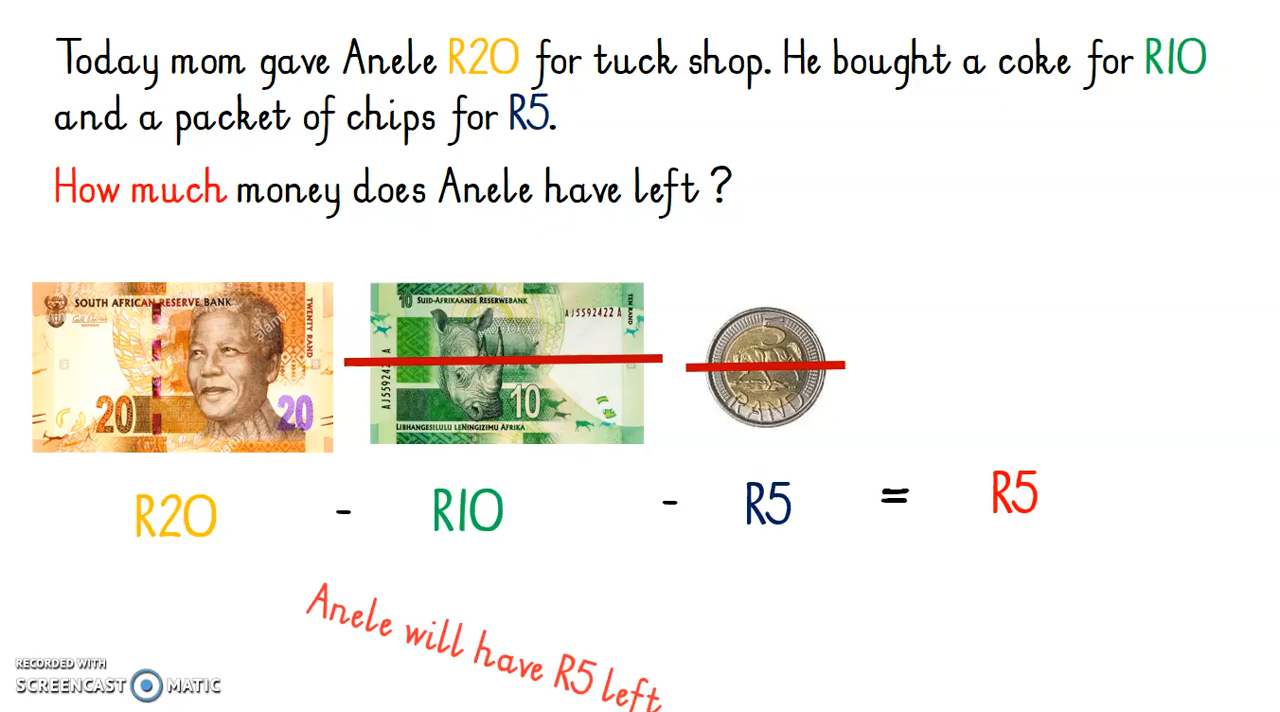 Today mom gave Anele R20 for tuck shop. He bought a coke for R10
and a packet of chips for R5.
How much money does Anele have left ?
SOUTH AFRICAN RESERVE BANK
TWENTY RAND
20
20
10 SUID-AFRIKAANSE RESERWEBANK
TEN RAND
AJ5592422 A
10
LIBHANGESILULU LENINGIZIMU AFRIKA
5
RAND
R20 - R10 - R5 = R5
Anele will have R5 left
RECORDED WITH
SCREENCAST MATIC